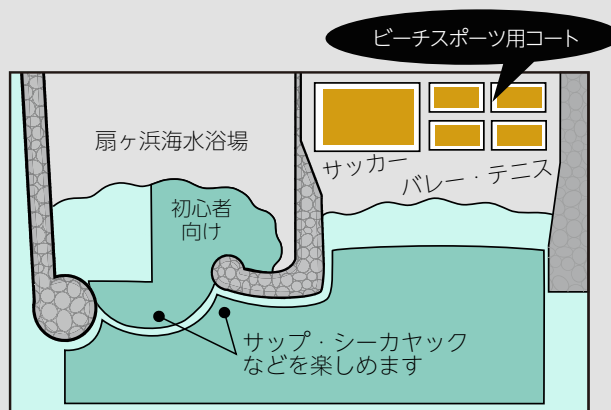 ビーチスポーツ用コート
扇ヶ浜海水浴場
サッカー
バレー・テニス
初心者
向け
サップ・シーカヤック
などを楽しめます